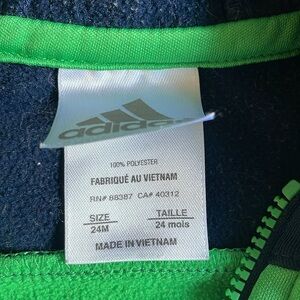 adidas
100% POLYESTER
FABRIQUÉ AU VIETNAM
RN# 88387 CA# 40312
SIZE TAILLE
24M 24 mois
MADE IN VIETNAM